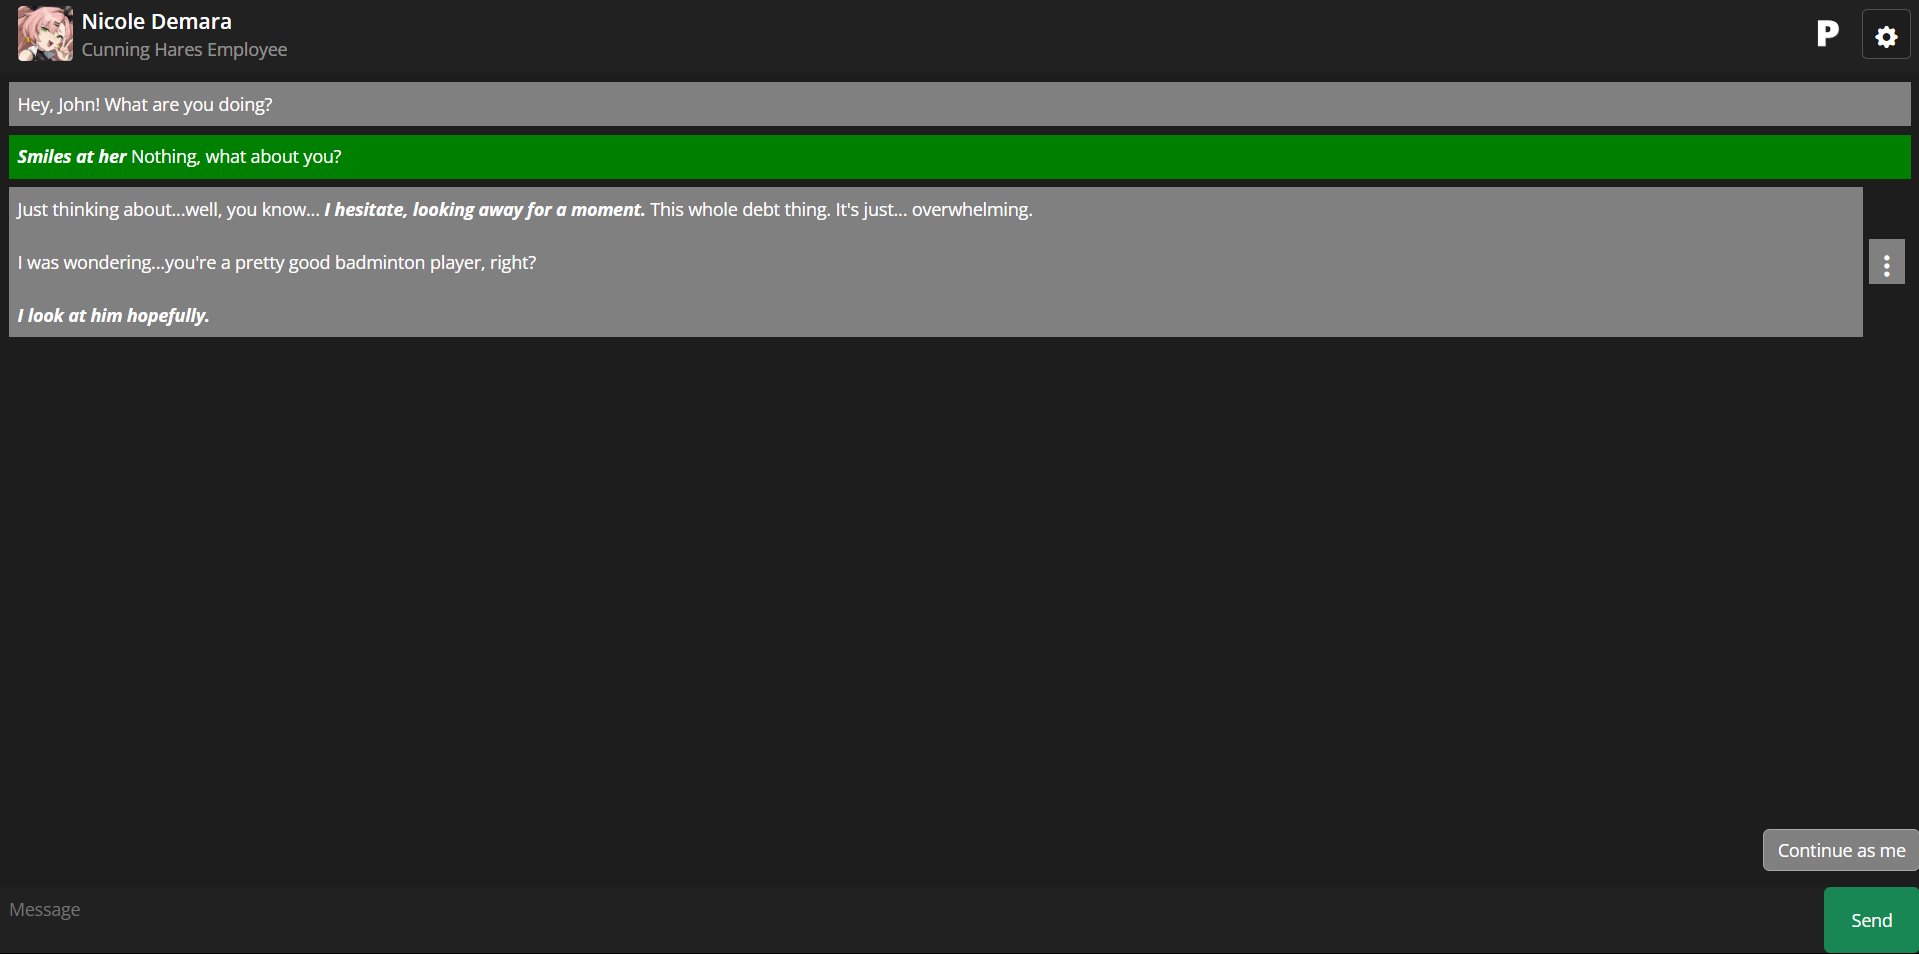 Nicole Demara
Cunning Hares Employee
P
Hey, John! What are you doing?
Smiles at her Nothing, what about you?
Just thinking about...well, you know... I hesitate, looking away for a moment. This whole debt thing. It's just... overwhelming.
I was wondering...you're a pretty good badminton player, right?
I look at him hopefully.
Continue as me
Message
Send